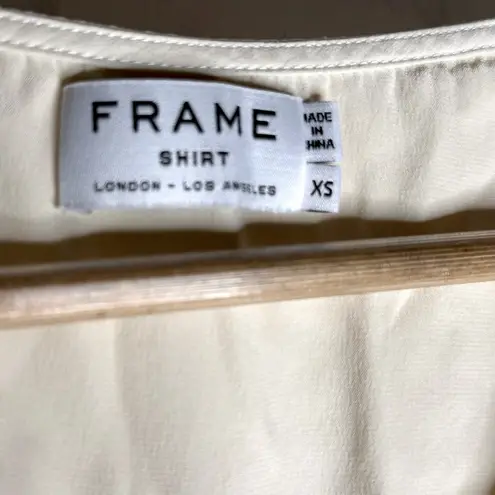 FRAME
SHIRT
LONDON - LOS ANGELES
MADE
IN
CHINA
XS